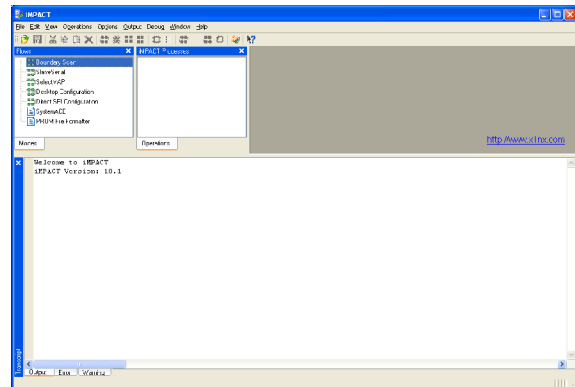 iMPACT
File Edit View Operations Options Output Debug Window Help
Flows
iMPACT Processes
Boundary Scan
SlaveSerial
SelectMAP
Desktop Configuration
Direct SPI Configuration
SystemACE
PROM File Formatter
Modes
Operations
http://www.xilinx.com
Welcome to iMPACT
iMPACT Version: 10.1
Transcript
Output Error Warning